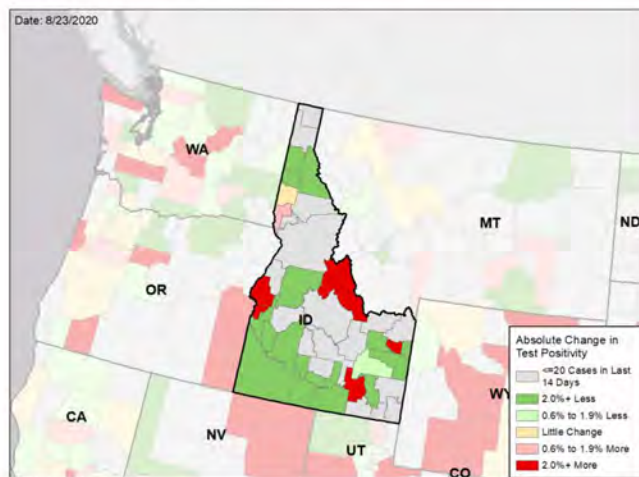 Date: 8/23/2020
WA
MT
ND
OR
ID
WY
CA
NV
UT
CO
Absolute Change in
Test Positivity
<=20 Cases in Last
14 Days
2.0%+ Less
0.6% to 1.9% Less
Little Change
0.6% to 1.9% More
2.0%+ More